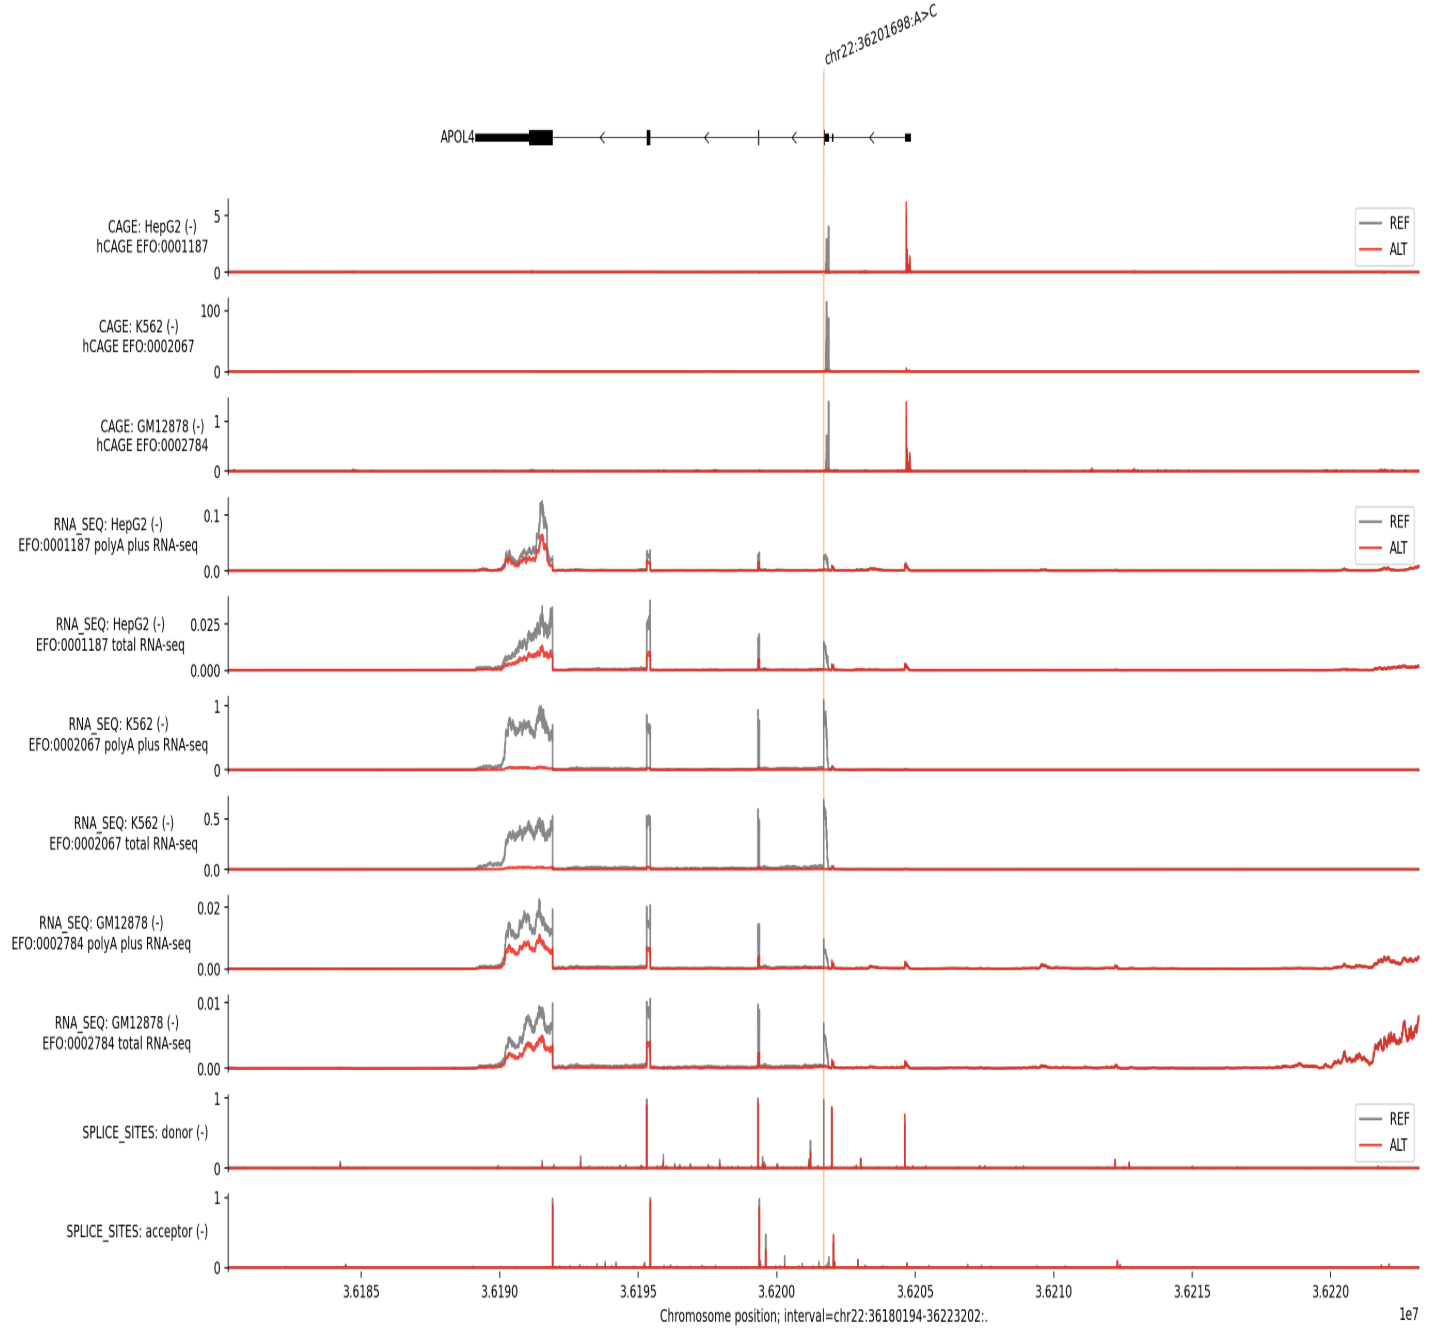 chr22:36201698:A>C
APOL4
CAGE: HepG2 (-)
hCAGE EFO:0001187
5
0
REF
ALT
CAGE: K562 (-)
hCAGE EFO:0002067
100
0
CAGE: GM12878 (-)
hCAGE EFO:0002784
1
0
RNA_SEQ: HepG2 (-)
EFO:0001187 polyA plus RNA-seq
0.1
0.0
REF
ALT
RNA_SEQ: HepG2 (-)
EFO:0001187 total RNA-seq
0.025
0.000
RNA_SEQ: K562 (-)
EFO:0002067 polyA plus RNA-seq
1
0
RNA_SEQ: K562 (-)
EFO:0002067 total RNA-seq
0.5
0.0
RNA_SEQ: GM12878 (-)
EFO:0002784 polyA plus RNA-seq
0.02
0.00
RNA_SEQ: GM12878 (-)
EFO:0002784 total RNA-seq
0.01
0.00
SPLICE_SITES: donor (-)
1
0
REF
ALT
SPLICE_SITES: acceptor (-)
1
0
3.6185 3.6190 3.6195 3.6200 3.6205 3.6210 3.6215 3.6220
1e7
Chromosome position; interval=chr22:36180194-36223202:.